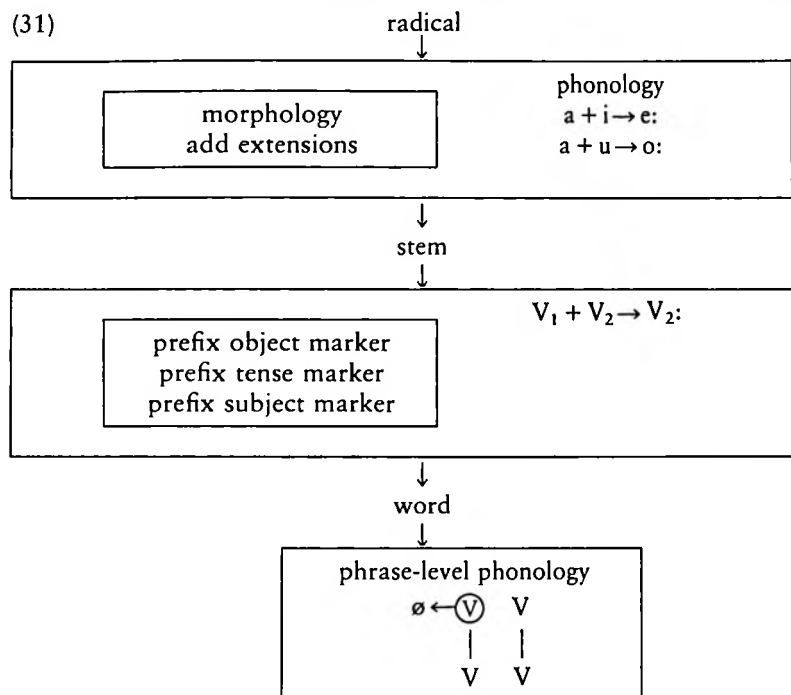 (31)
radical
↓
phonology
morphology
add extensions
a + i → e:
a + u → o:
↓
stem
↓
V₁ + V₂ → V₂:
prefix object marker
prefix tense marker
prefix subject marker
↓
word
↓
phrase-level phonology
ø ← V V
| |
V V